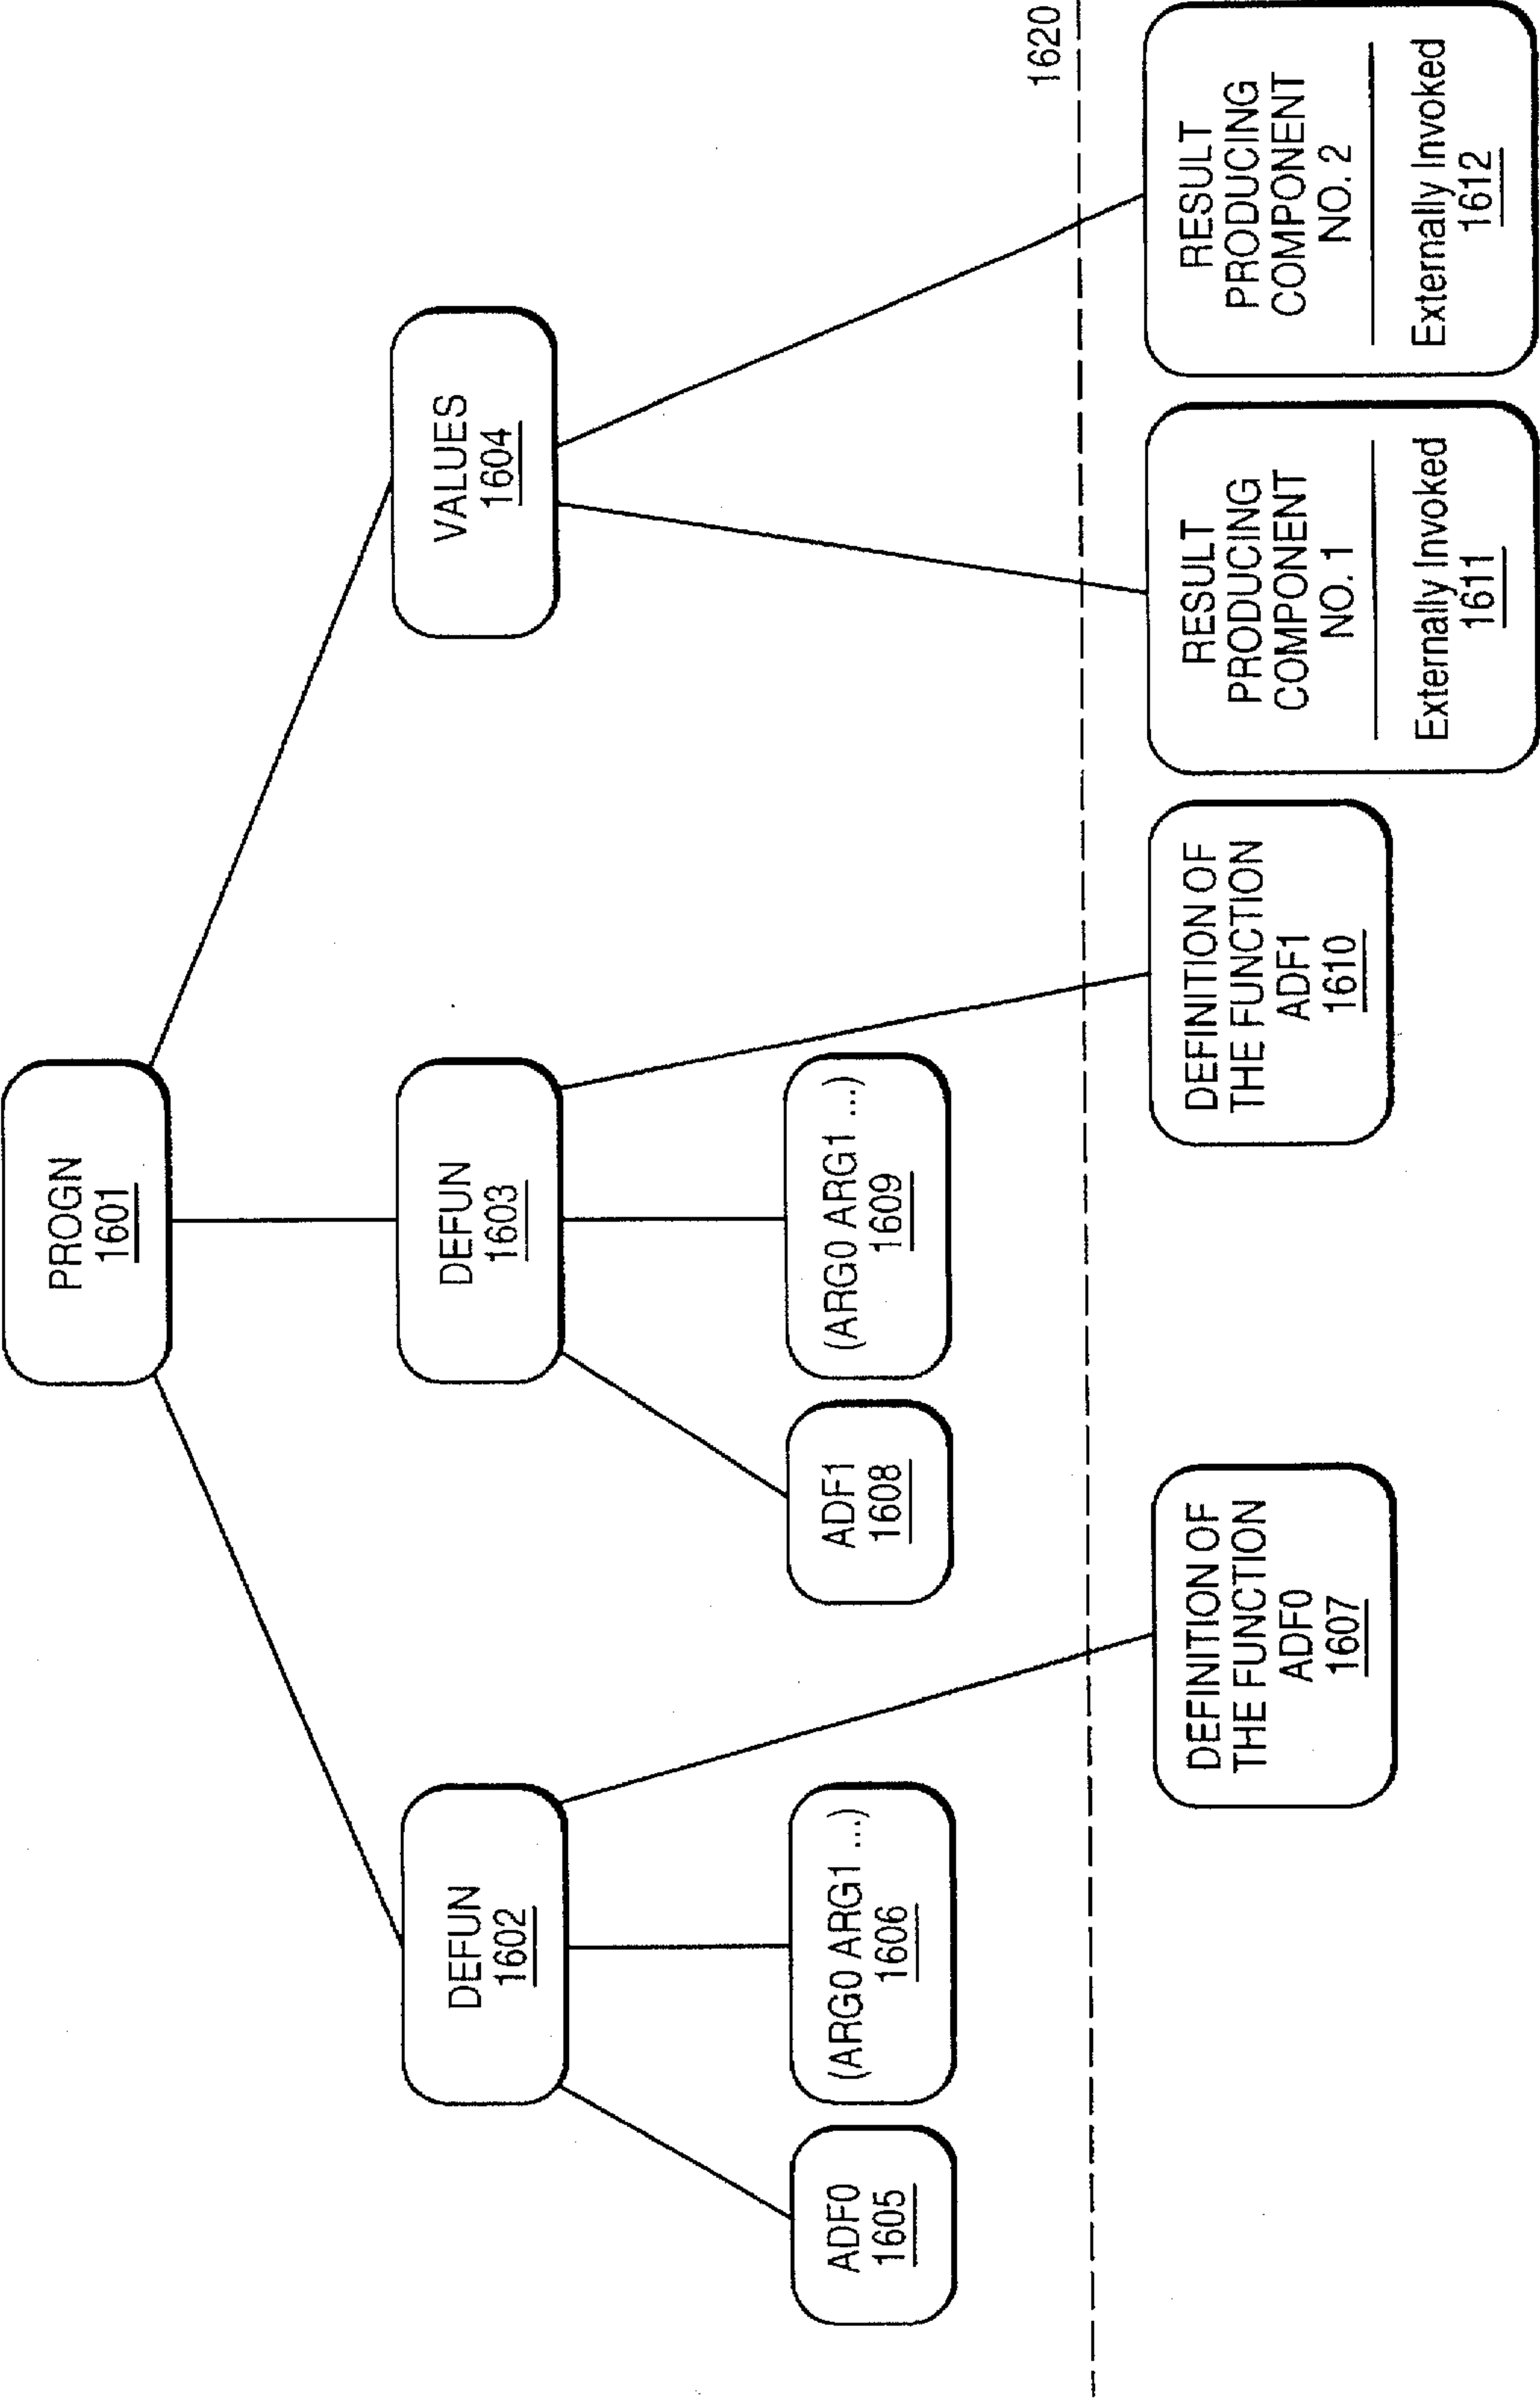 PROGN
1601
DEFUN
1602
DEFUN
1603
VALUES
1604
ADF0
1605
(ARG0 ARG1 ...)
1606
ADF1
1608
(ARG0 ARG1 ...)
1609
1620
DEFINITION OF
THE FUNCTION
ADF0
1607
DEFINITION OF
THE FUNCTION
ADF1
1610
RESULT
PRODUCING
COMPONENT
NO. 1
Externally Invoked
1611
RESULT
PRODUCING
COMPONENT
NO. 2
Externally Invoked
1612